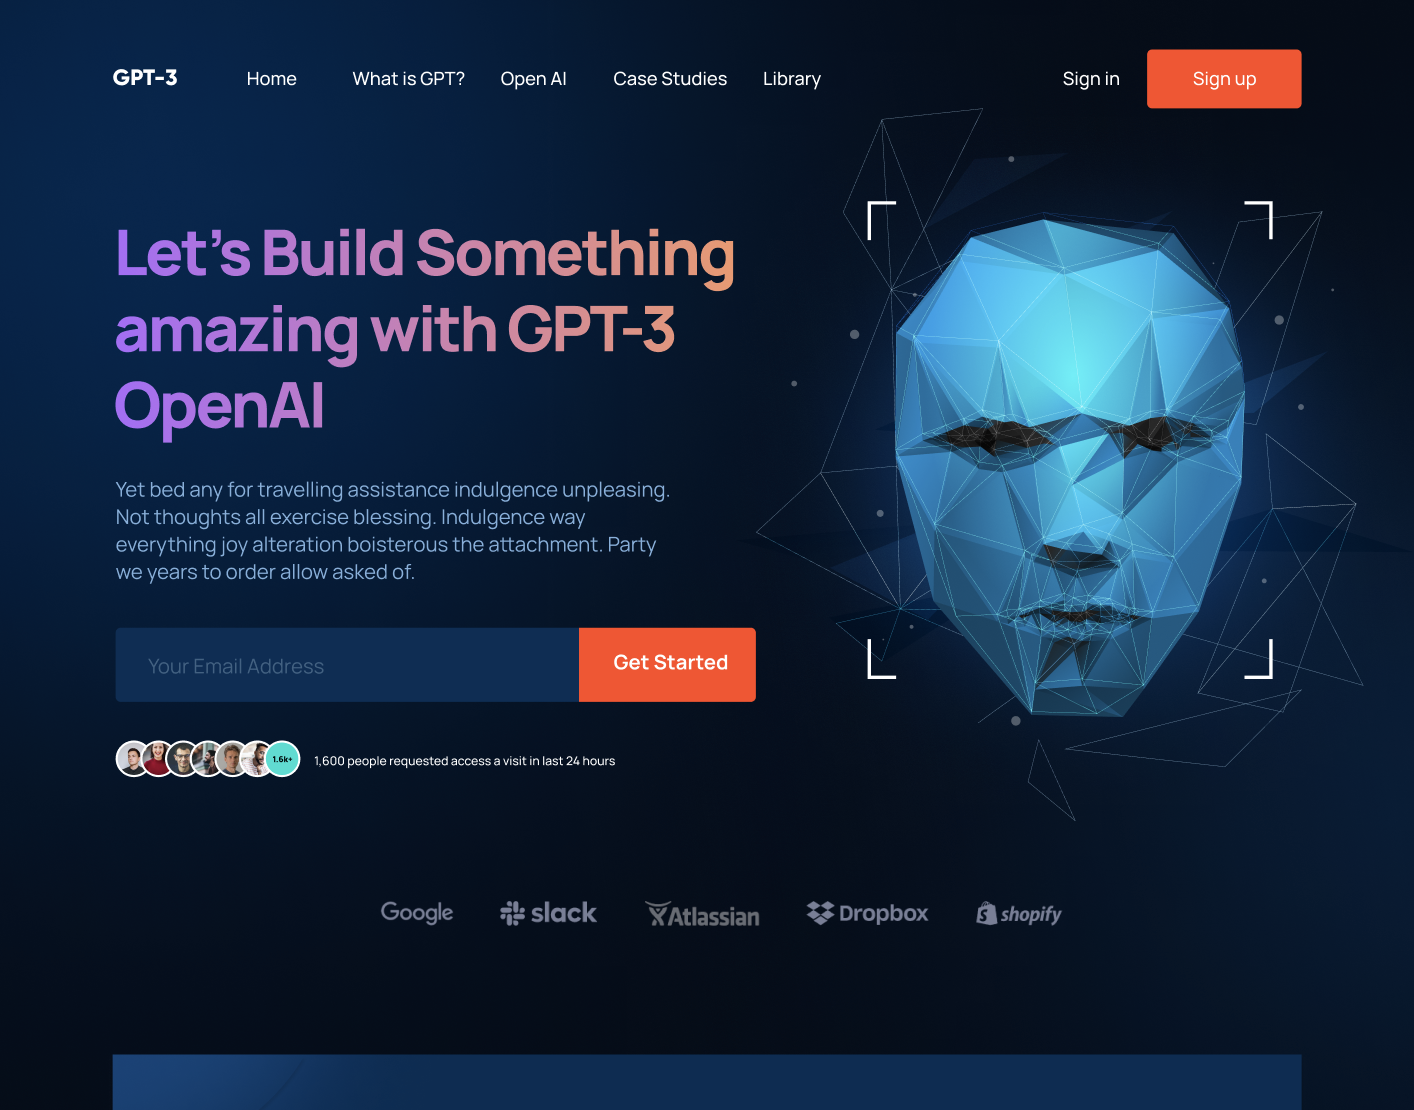 GPT-3
Home
What is GPT?
Open AI
Case Studies
Library
Sign in
Sign up
Let’s Build Something
amazing with GPT-3
OpenAI
Yet bed any for travelling assistance indulgence unpleasing.
Not thoughts all exercise blessing. Indulgence way
everything joy alteration boisterous the attachment. Party
we years to order allow asked of.
Your Email Address
Get Started
1.6k+
1,600 people requested access a visit in last 24 hours
Google
slack
Atlassian
Dropbox
shopify